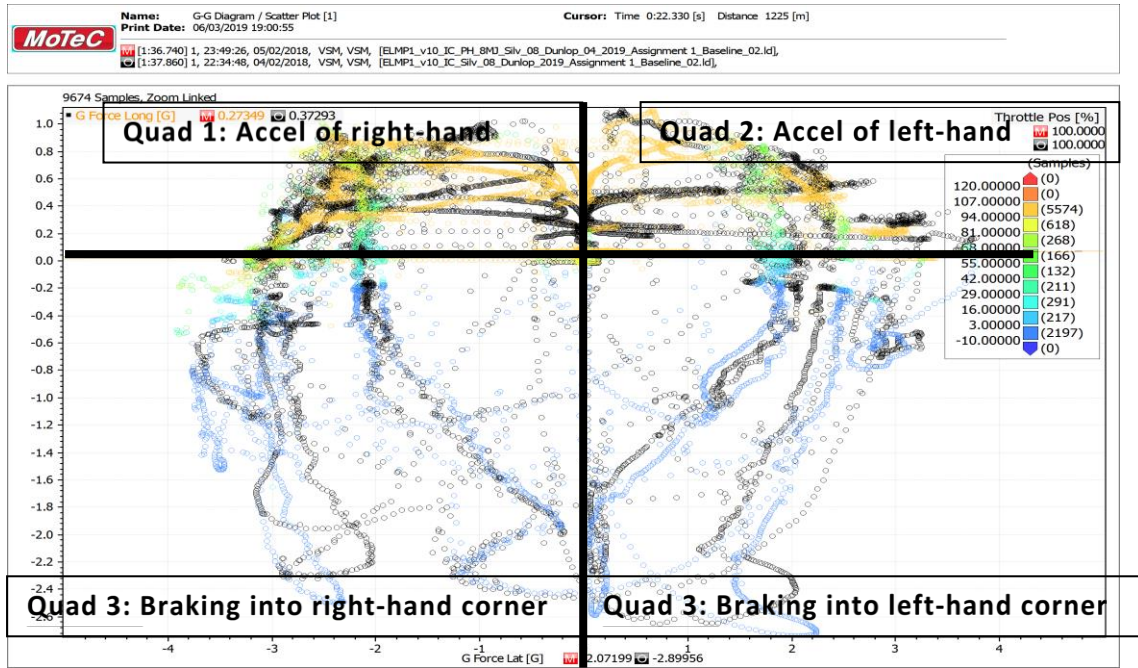 Name: G-G Diagram / Scatter Plot [1] Cursor: Time 0:22.330 [s] Distance 1225 [m]
Print Date: 06/03/2019 19:00:55
MoTeC
M [1:36.740] 1, 23:49:26, 05/02/2018, VSM, VSM, [ELMP1_v10_IC_PH_8MJ_Silv_08_Dunlop_04_2019_Assignment 1_Baseline_02.ld],
O [1:37.860] 1, 22:34:48, 04/02/2018, VSM, VSM, [ELMP1_v10_IC_Silv_08_Dunlop_2019_Assignment 1_Baseline_02.ld],
9674 Samples, Zoom Linked
G Force Long [G] M 0.27349 O 0.37293
Quad 1: Accel of right-hand
Quad 2: Accel of left-hand
Throttle Pos [%]
M 100.0000
O 100.0000
(Samples)
(0)
120.00000 (0)
107.00000 (5574)
94.00000 (618)
81.00000 (268)
(166)
55.00000 (132)
42.00000 (211)
29.00000 (291)
16.00000 (217)
3.00000 (2197)
-10.00000 (0)
1.0
0.8
0.6
0.4
0.2
0.0
-0.2
-0.4
-0.6
-0.8
-1.0
-1.2
-1.4
-1.6
-1.8
-2.0
-2.2
-2.4
Quad 3: Braking into right-hand corner
Quad 3: Braking into left-hand corner
-4 -3 -2 -1 0 1 2 3 4
G Force Lat [G] M 2.07199 O -2.89956